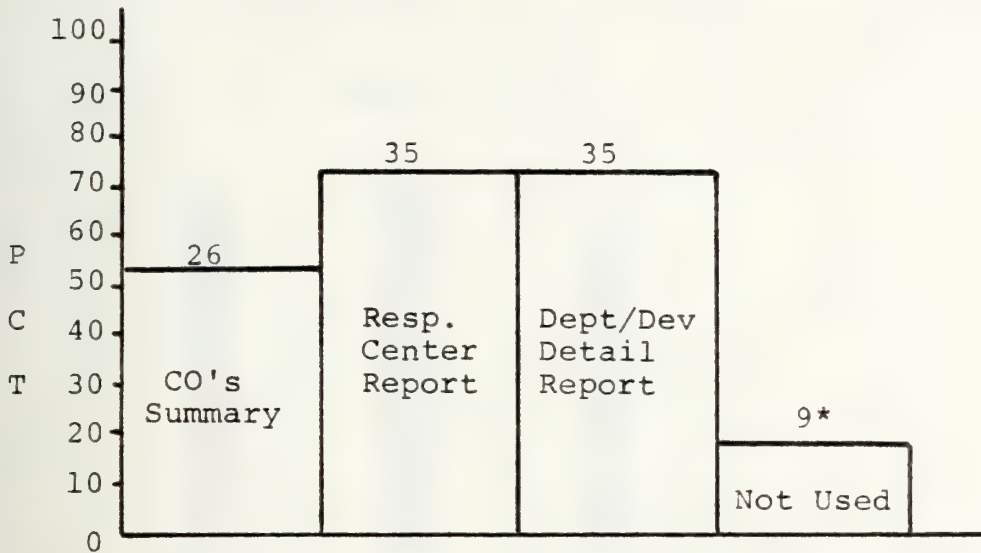 100
90
80
70
60
50
40
30
20
10
0
P
C
T
26
35
35
9*
CO's
Summary
Resp.
Center
Report
Dept/Dev
Detail
Report
Not Used